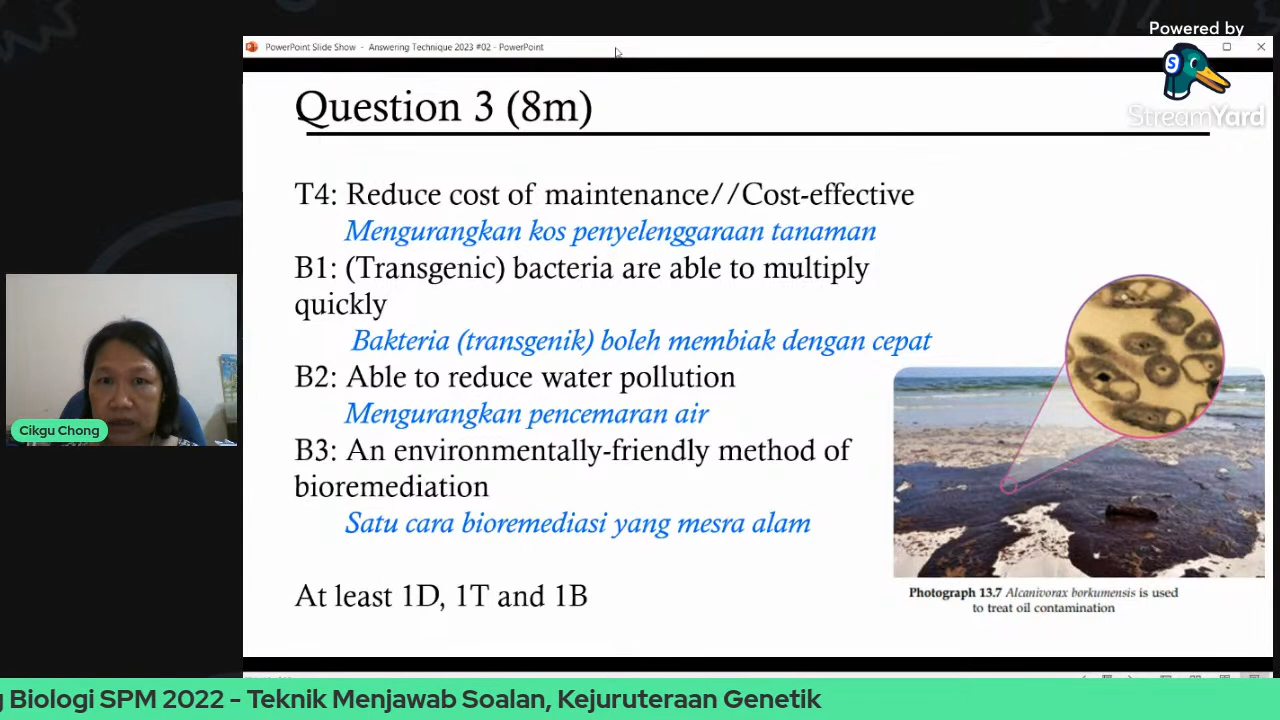 Powered by
StreamYard
PowerPoint Slide Show - Answering Technique 2023 #02 - PowerPoint
Question 3 (8m)
T4: Reduce cost of maintenance//Cost-effective
Mengurangkan kos penyelenggaraan tanaman
B1: (Transgenic) bacteria are able to multiply
quickly
Bakteria (transgenik) boleh membiak dengan cepat
B2: Able to reduce water pollution
Mengurangkan pencemaran air
B3: An environmentally-friendly method of
bioremediation
Satu cara bioremediasi yang mesra alam
At least 1D, 1T and 1B
Photograph 13.7 Alcanivorax borkumensis is used
to treat oil contamination
Cikgu Chong
Biologi SPM 2022 - Teknik Menjawab Soalan, Kejuruteraan Genetik